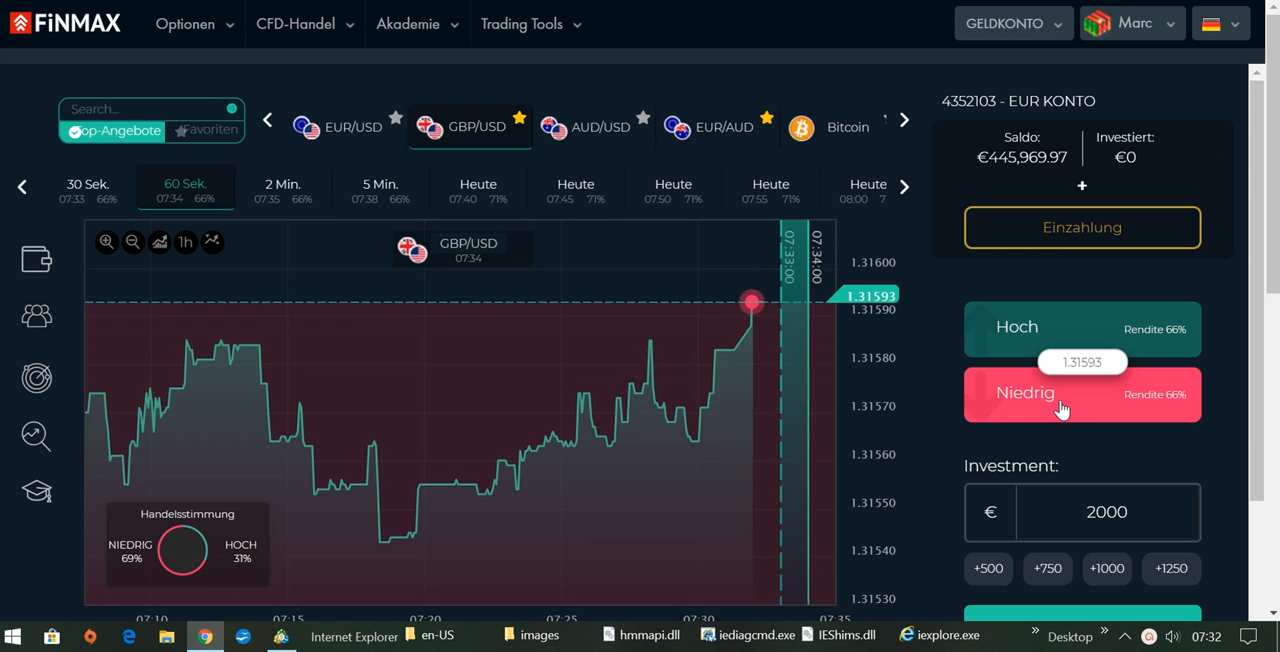 FiNMAX
Optionen
CFD-Handel
Akademie
Trading Tools
GELDKONTO
Marc
Search...
op-Angebote
Favoriten
EUR/USD
GBP/USD
AUD/USD
EUR/AUD
Bitcoin
4352103 - EUR KONTO
Saldo:
€445,969.97
Investiert:
€0
+
Einzahlung
30 Sek.
07:33 66%
60 Sek.
07:34 66%
2 Min.
07:35 66%
5 Min.
07:38 66%
Heute
07:40 71%
Heute
07:45 71%
Heute
07:50 71%
Heute
07:55 71%
Heute
08:00 7
1h
GBP/USD
07:34
07:33:00
07:34:00
1.31600
1.31593
1.31590
1.31580
1.31570
1.31560
1.31550
1.31540
1.31530
Handelsstimmung
NIEDRIG
69%
HOCH
31%
07:10
07:15
07:20
07:25
07:30
07:35
Hoch
Rendite 66%
1.31593
Niedrig
Rendite 66%
Investment:
€
2000
+500
+750
+1000
+1250
Internet Explorer
en-US
images
hmmapi.dll
iediagcmd.exe
IEShims.dll
iexplore.exe
Desktop
07:32